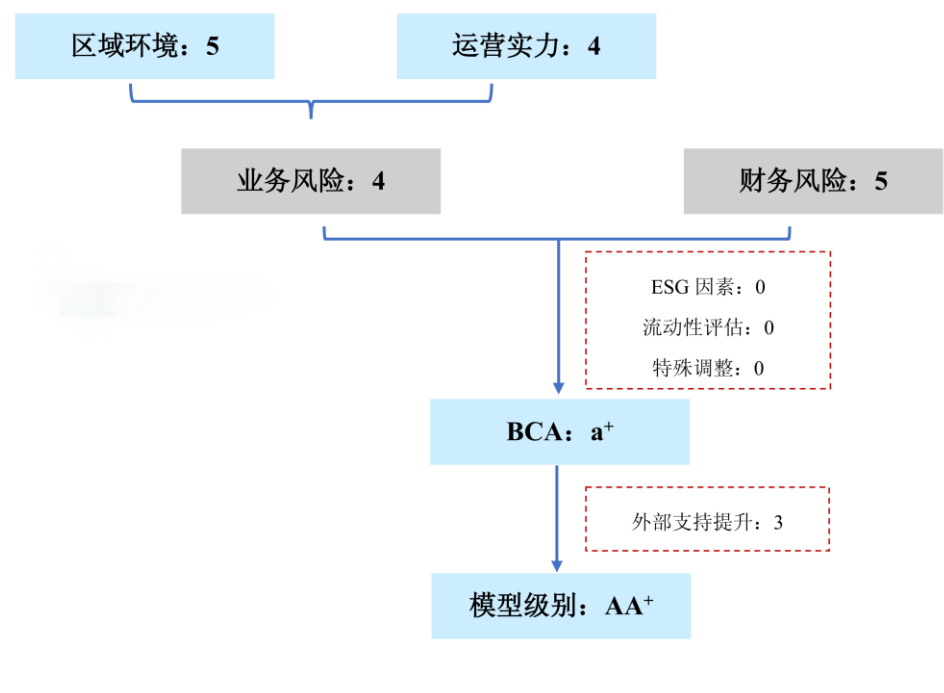 区域环境：5
运营实力：4
业务风险：4
财务风险：5
ESG 因素：0
流动性评估：0
特殊调整：0
BCA：a⁺
外部支持提升：3
模型级别：AA⁺